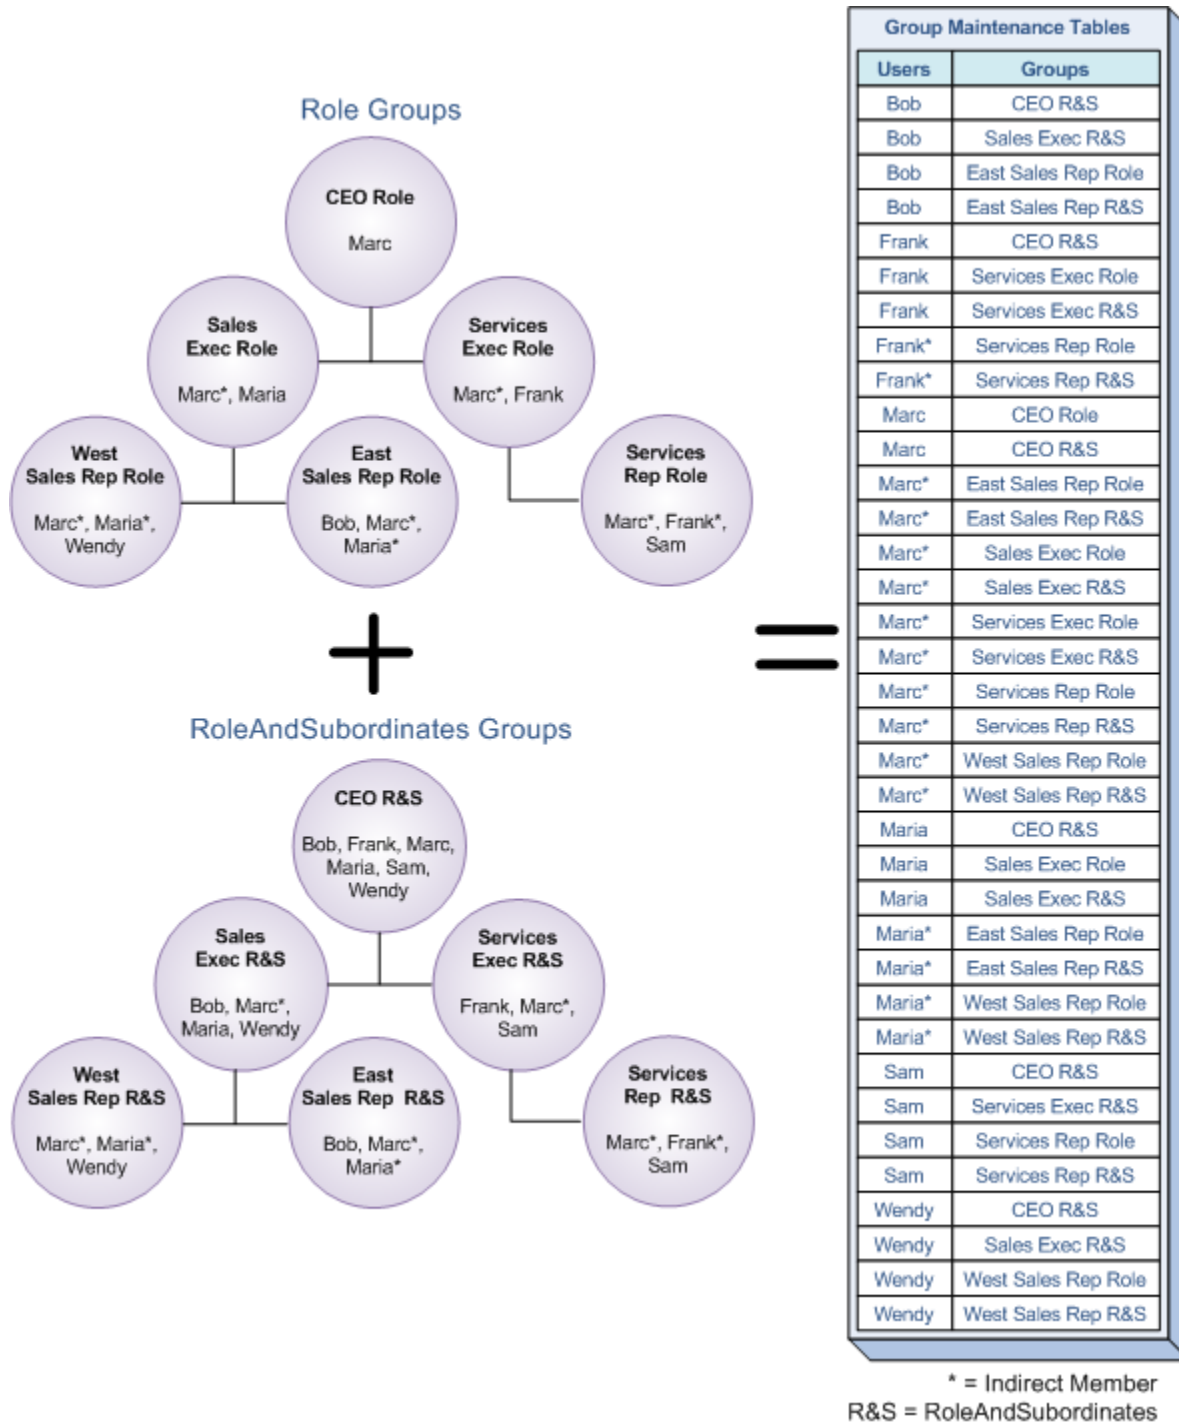 Role Groups
CEO Role
Marc
Sales
Exec Role
Marc*, Maria
Services
Exec Role
Marc*, Frank
West
Sales Rep Role
Marc*, Maria*,
Wendy
East
Sales Rep Role
Bob, Marc*,
Maria*
Services
Rep Role
Marc*, Frank*,
Sam
+
RoleAndSubordinates Groups
CEO R&S
Bob, Frank, Marc,
Maria, Sam,
Wendy
Sales
Exec R&S
Bob, Marc*,
Maria, Wendy
Services
Exec R&S
Frank, Marc*,
Sam
West
Sales Rep R&S
Marc*, Maria*,
Wendy
East
Sales Rep R&S
Bob, Marc*,
Maria*
Services
Rep R&S
Marc*, Frank*,
Sam
=
Group Maintenance Tables
Users Groups
Bob CEO R&S
Bob Sales Exec R&S
Bob East Sales Rep Role
Bob East Sales Rep R&S
Frank CEO R&S
Frank Services Exec Role
Frank Services Exec R&S
Frank* Services Rep Role
Frank* Services Rep R&S
Marc CEO Role
Marc CEO R&S
Marc* East Sales Rep Role
Marc* East Sales Rep R&S
Marc* Sales Exec Role
Marc* Sales Exec R&S
Marc* Services Exec Role
Marc* Services Exec R&S
Marc* Services Rep Role
Marc* Services Rep R&S
Marc* West Sales Rep Role
Marc* West Sales Rep R&S
Maria CEO R&S
Maria Sales Exec Role
Maria Sales Exec R&S
Maria* East Sales Rep Role
Maria* East Sales Rep R&S
Maria* West Sales Rep Role
Maria* West Sales Rep R&S
Sam CEO R&S
Sam Services Exec R&S
Sam Services Rep Role
Sam Services Rep R&S
Wendy CEO R&S
Wendy Sales Exec R&S
Wendy West Sales Rep Role
Wendy West Sales Rep R&S
* = Indirect Member
R&S = RoleAndSubordinates